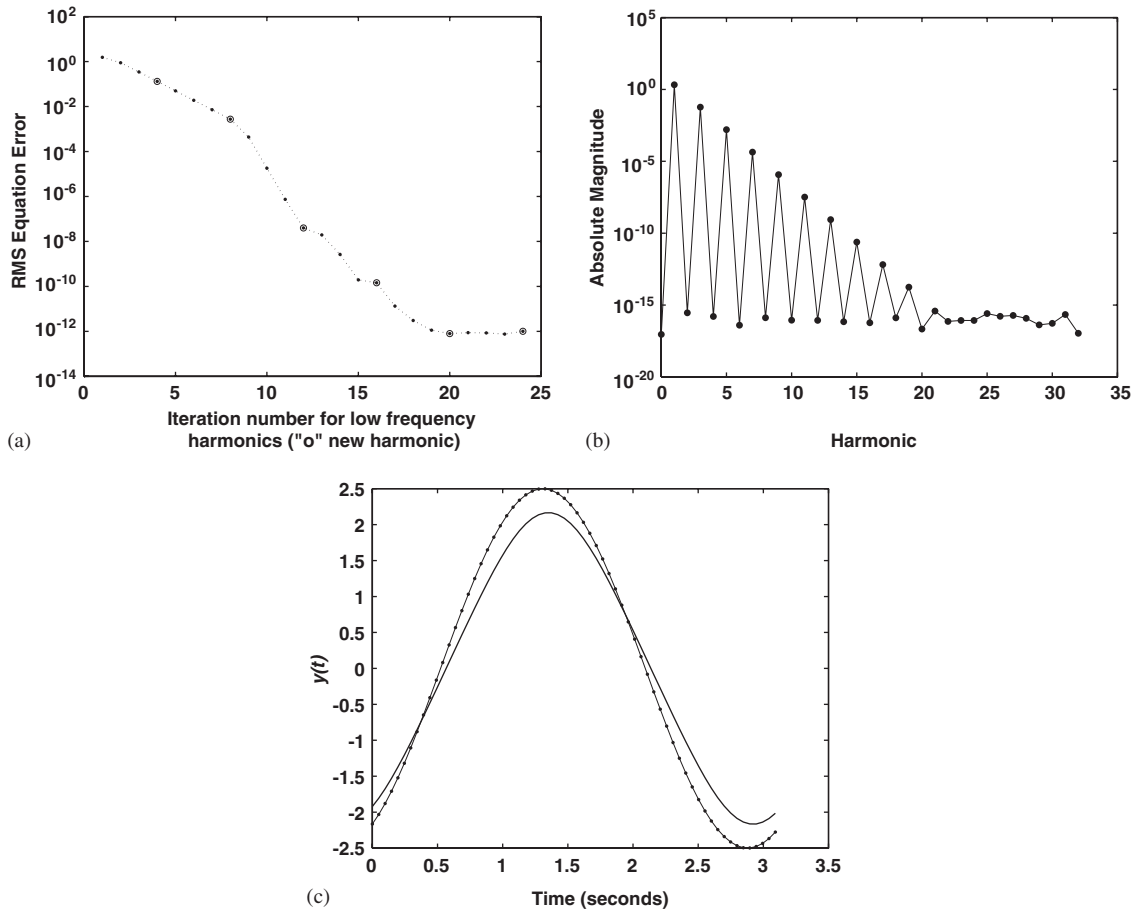 10^2
10^0
10^-2
10^-4
10^-6
10^-8
10^-10
10^-12
10^-14
RMS Equation Error
0 5 10 15 20 25
Iteration number for low frequency
harmonics ("o" new harmonic)
(a)
10^5
10^0
10^-5
10^-10
10^-15
10^-20
Absolute Magnitude
0 5 10 15 20 25 30 35
Harmonic
(b)
2.5
2
1.5
1
0.5
0
-0.5
-1
-1.5
-2
-2.5
y(t)
0 0.5 1 1.5 2 2.5 3 3.5
Time (seconds)
(c)